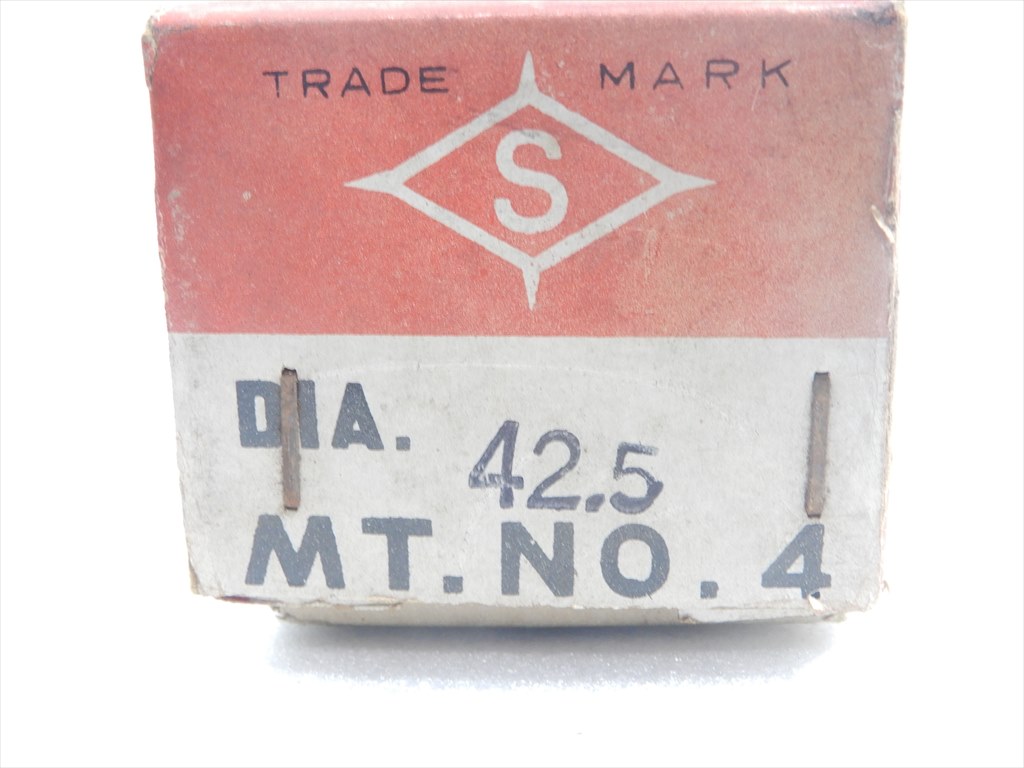 TRADE MARK
S
DIA. 42.5
MT. NO. 4